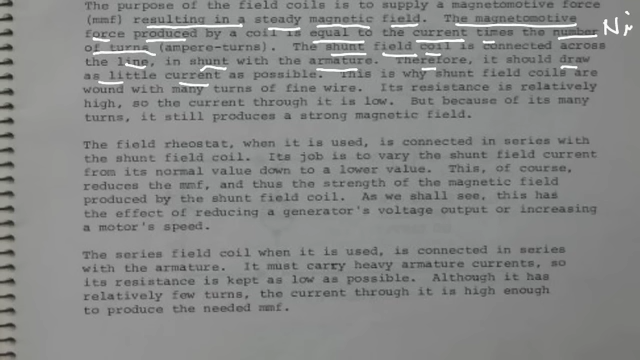 The purpose of the field coils is to supply a magnetomotive force
(mmf) resulting in a steady magnetic field. The magnetomotive
force produced by a coil is equal to the current times the number
of turns (ampere-turns). The shunt field coil is connected across
the line, in shunt with the armature. Therefore, it should draw
as little current as possible. This is why shunt field coils are
wound with many turns of fine wire. Its resistance is relatively
high, so the current through it is low. But because of its many
turns, it still produces a strong magnetic field.
The field rheostat, when it is used, is connected in series with
the shunt field coil. Its job is to vary the shunt field current
from its normal value down to a lower value. This, of course,
reduces the mmf, and thus the strength of the magnetic field
produced by the shunt field coil. As we shall see, this has
the effect of reducing a generator's voltage output or increasing
a motor's speed.
The series field coil when it is used, is connected in series
with the armature. It must carry heavy armature currents, so
its resistance is kept as low as possible. Although it has
relatively few turns, the current through it is high enough
to produce the needed mmf.